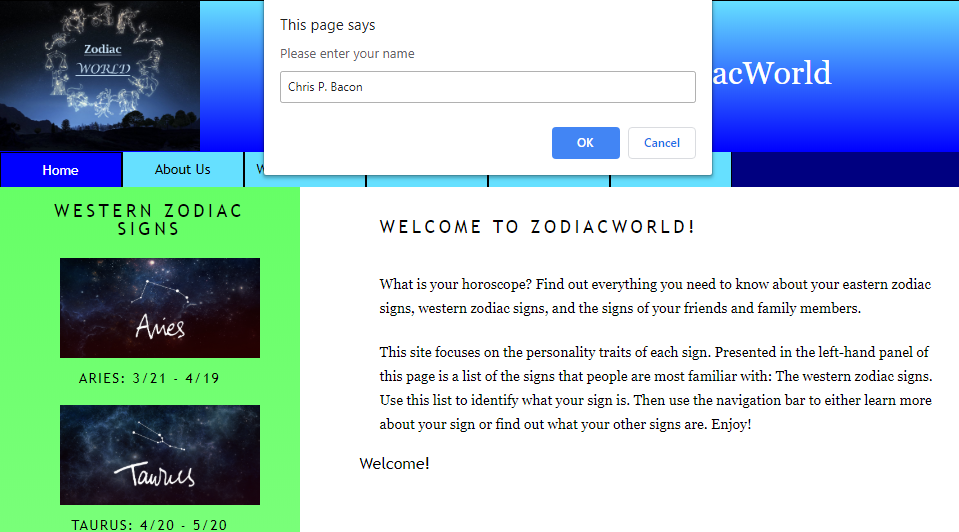 Zodiac
WORLD
This page says
Please enter your name
Chris P. Bacon
OK
Cancel
acWorld
Home
About Us
W
WESTERN ZODIAC
SIGNS
Aries
ARIES: 3/21 - 4/19
Taurus
TAURUS: 4/20 - 5/20
WELCOME TO ZODIACWORLD!
What is your horoscope? Find out everything you need to know about your eastern zodiac
signs, western zodiac signs, and the signs of your friends and family members.
This site focuses on the personality traits of each sign. Presented in the left-hand panel of
this page is a list of the signs that people are most familiar with: The western zodiac signs.
Use this list to identify what your sign is. Then use the navigation bar to either learn more
about your sign or find out what your other signs are. Enjoy!
Welcome!